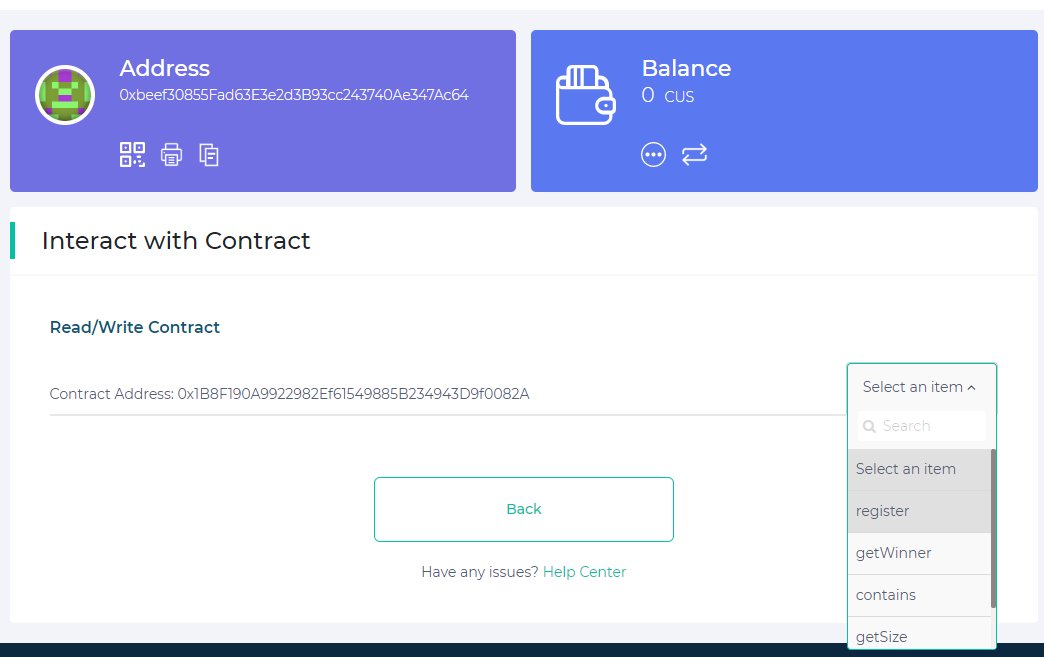 Address
0xbeef30855Fad63E3e2d3B93cc243740Ae347Ac64
Balance
0 CUS
Interact with Contract
Read/Write Contract
Contract Address: 0x1B8F190A9922982Ef61549885B234943D9f0082A
Select an item
Search
Select an item
register
getWinner
contains
getSize
Back
Have any issues? Help Center